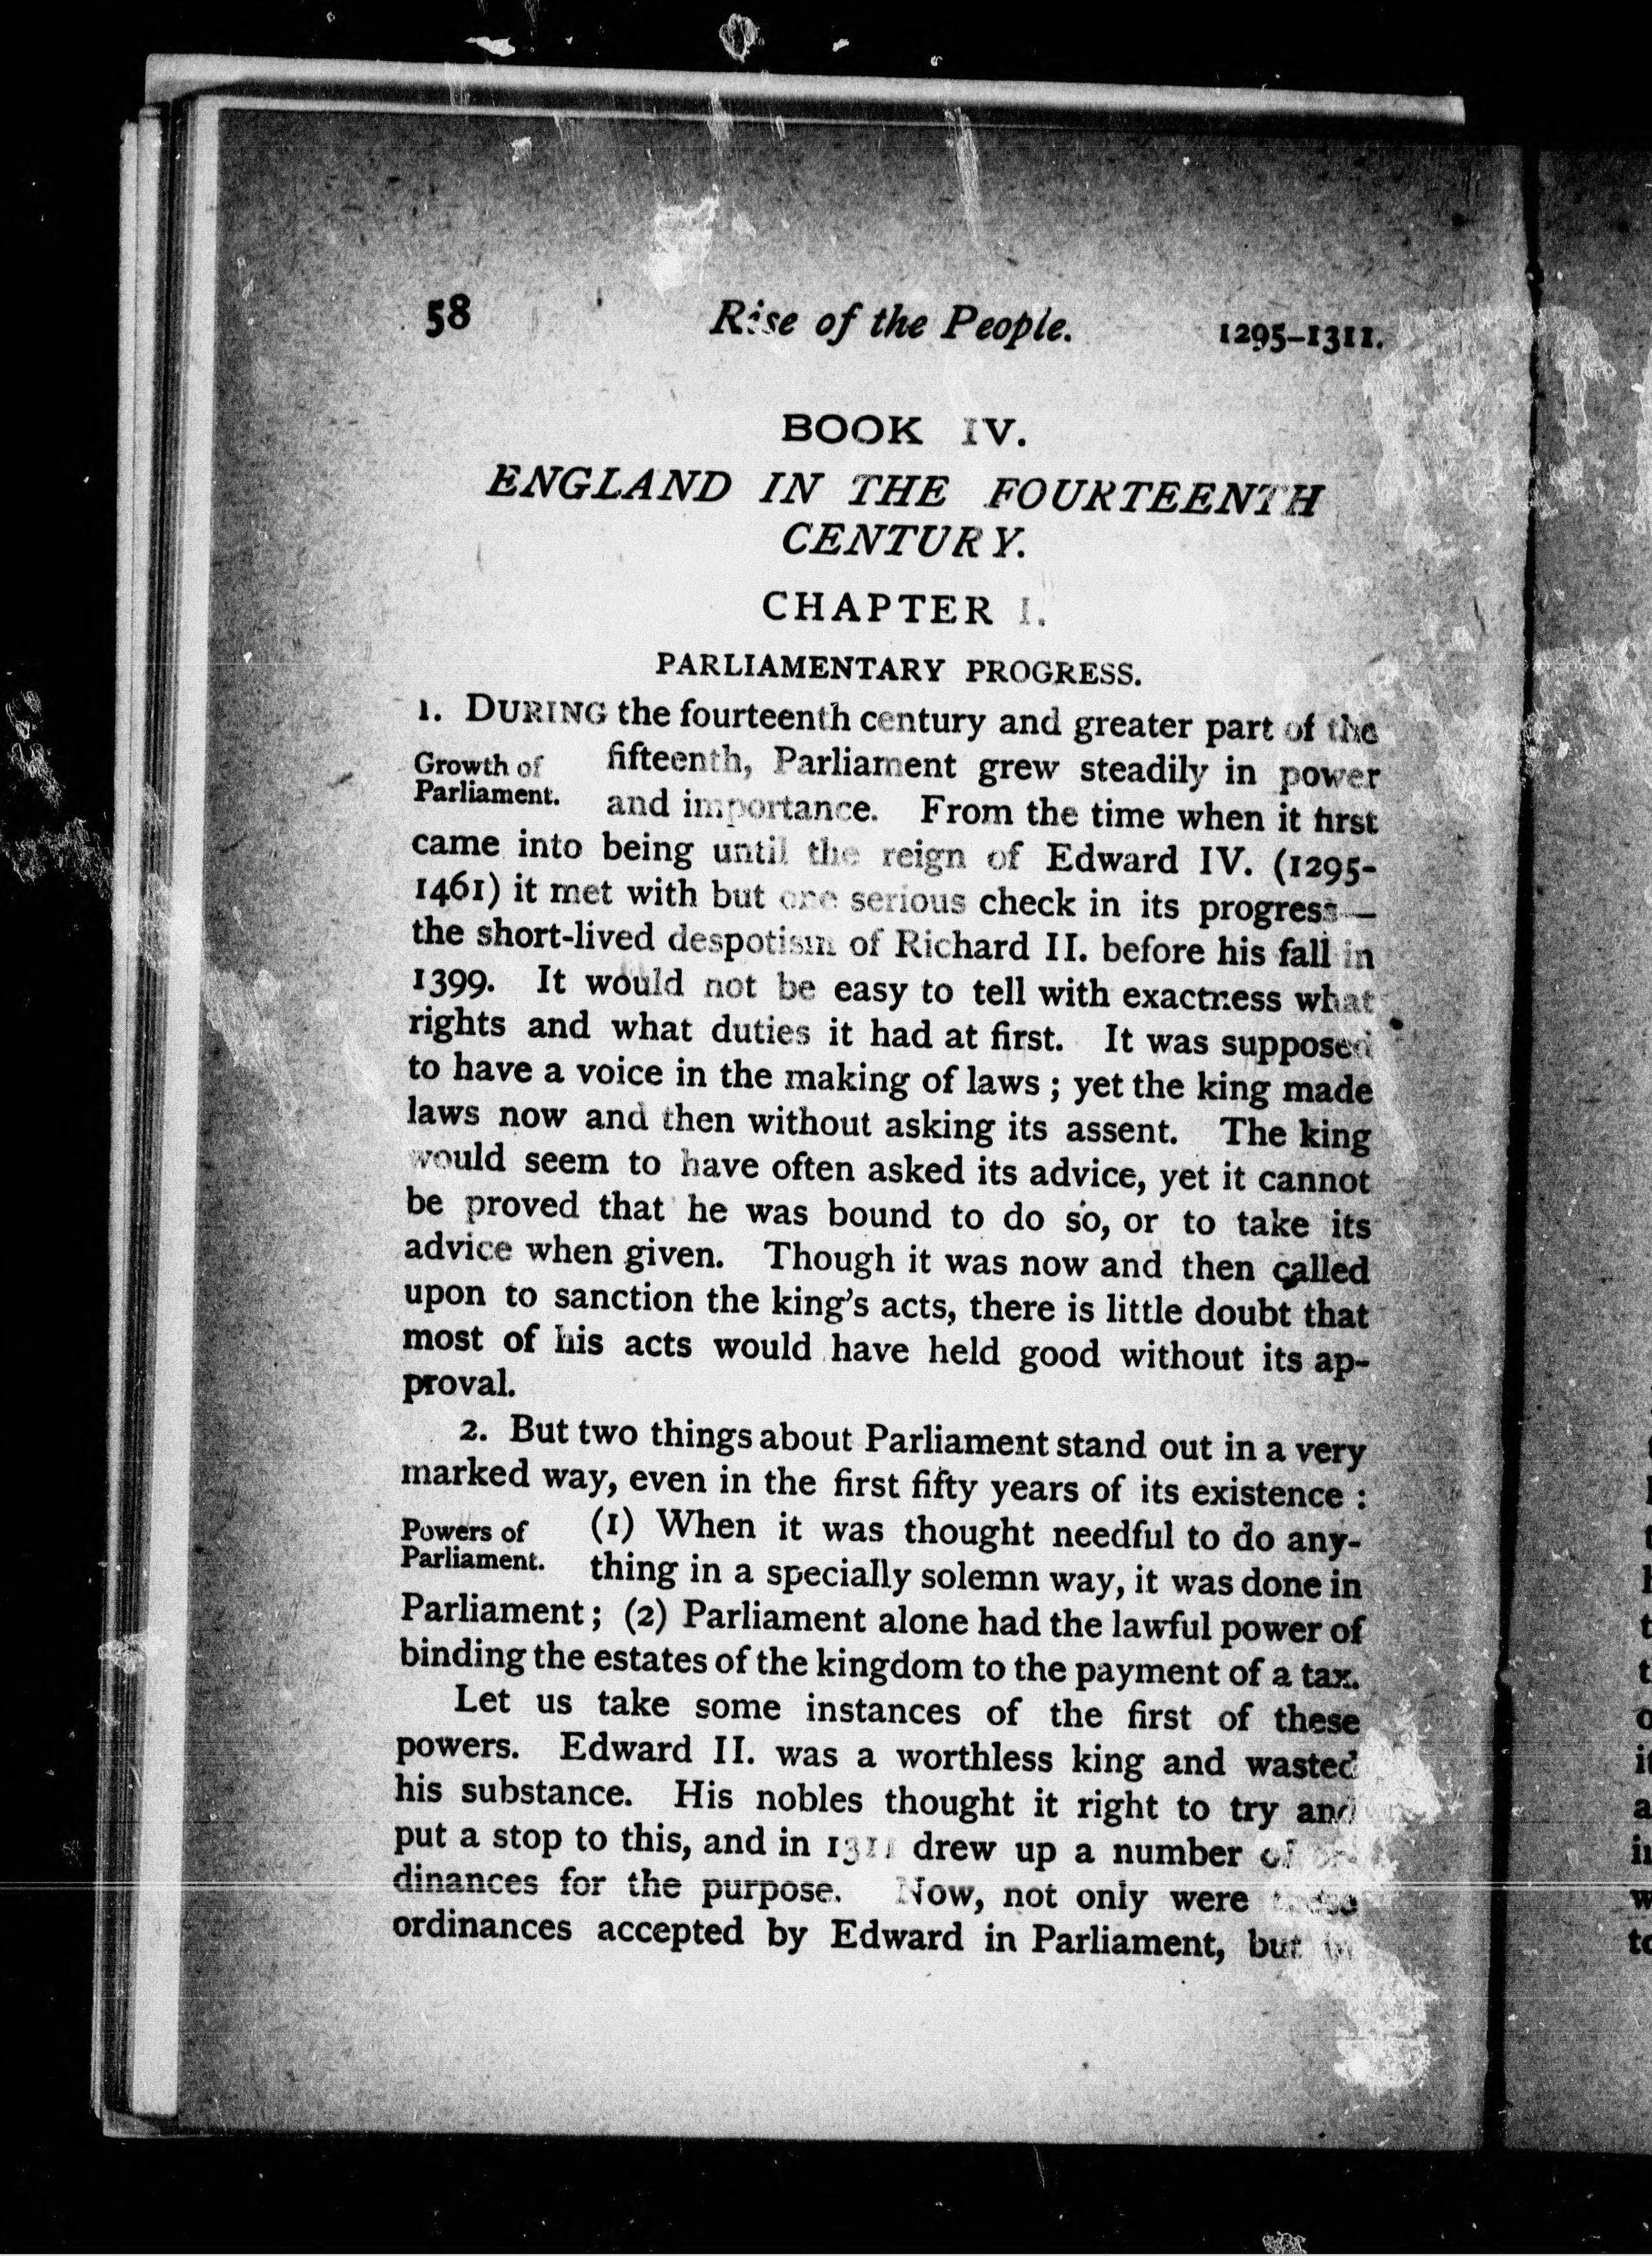 58 Rise of the People. 1295–1311.
BOOK IV.
ENGLAND IN THE FOURTEENTH
CENTURY.
CHAPTER I.
PARLIAMENTARY PROGRESS.
1. DURING the fourteenth century and greater part of the
Growth of
Parliament.
fifteenth, Parliament grew steadily in power
and importance. From the time when it first
came into being until the reign of Edward IV. (1295-
1461) it met with but one serious check in its progress—
the short-lived despotism of Richard II. before his fall in
1399. It would not be easy to tell with exactness what
rights and what duties it had at first. It was supposed
to have a voice in the making of laws ; yet the king made
laws now and then without asking its assent. The king
would seem to have often asked its advice, yet it cannot
be proved that he was bound to do so, or to take its
advice when given. Though it was now and then called
upon to sanction the king's acts, there is little doubt that
most of his acts would have held good without its ap-
proval.
2. But two things about Parliament stand out in a very
marked way, even in the first fifty years of its existence :
Powers of
Parliament.
(1) When it was thought needful to do any-
thing in a specially solemn way, it was done in
Parliament ; (2) Parliament alone had the lawful power of
binding the estates of the kingdom to the payment of a tax.
Let us take some instances of the first of these
powers. Edward II. was a worthless king and wasted
his substance. His nobles thought it right to try and
put a stop to this, and in 1311 drew up a number of or-
dinances for the purpose. Now, not only were these
ordinances accepted by Edward in Parliament, but in